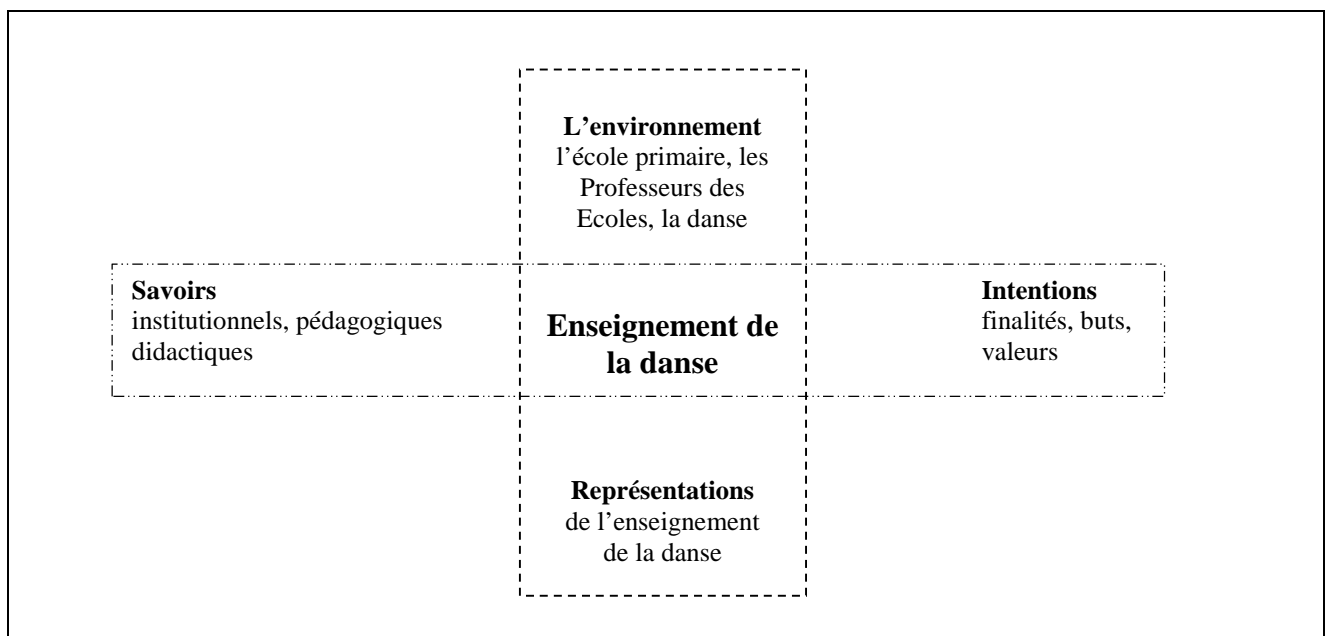 L’environnement
l’école primaire, les
Professeurs des
Ecoles, la danse
Savoirs
institutionnels, pédagogiques
didactiques
Enseignement de
la danse
Intentions
finalités, buts,
valeurs
Représentations
de l’enseignement
de la danse